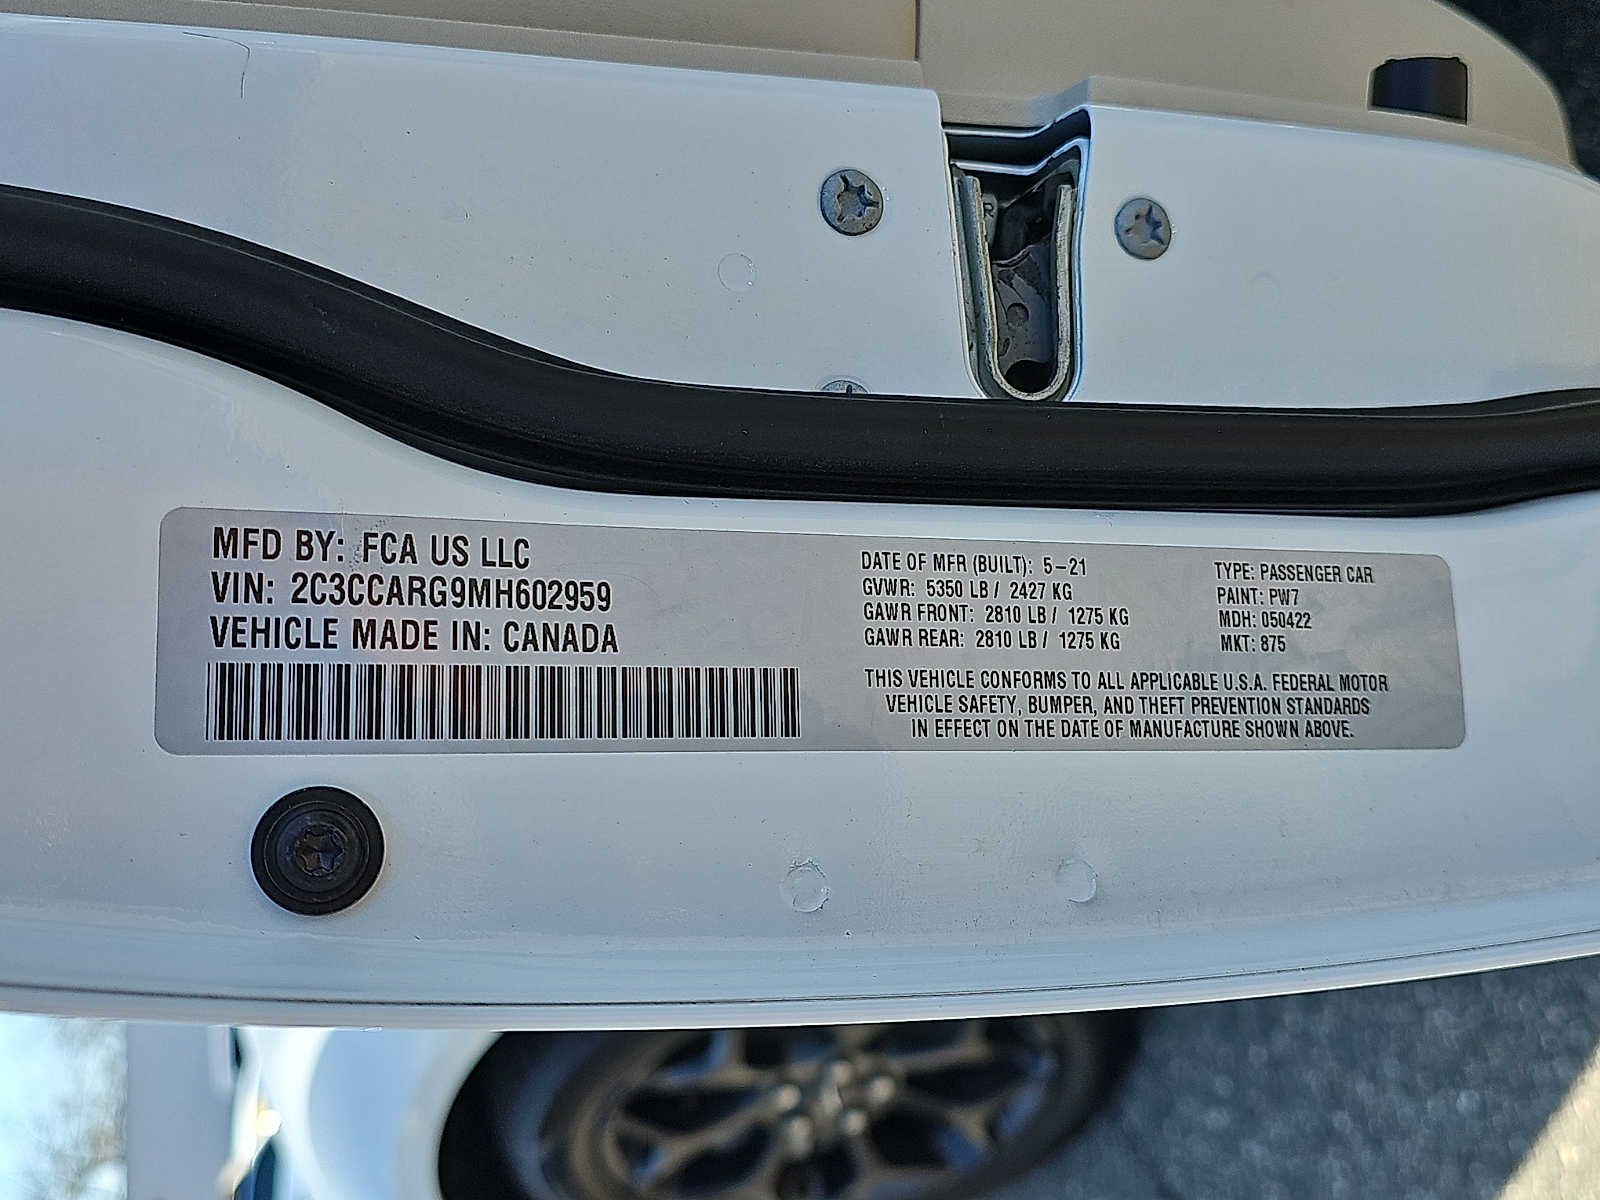 MFD BY: FCA US LLC
VIN: 2C3CCARG9MH602959
VEHICLE MADE IN: CANADA
DATE OF MFR (BUILT): 5-21
GVWR: 5350 LB / 2427 KG
GAWR FRONT: 2810 LB / 1275 KG
GAWR REAR: 2810 LB / 1275 KG
TYPE: PASSENGER CAR
PAINT: PW7
MDH: 050422
MKT: 875
THIS VEHICLE CONFORMS TO ALL APPLICABLE U.S.A. FEDERAL MOTOR
VEHICLE SAFETY, BUMPER, AND THEFT PREVENTION STANDARDS
IN EFFECT ON THE DATE OF MANUFACTURE SHOWN ABOVE.
R